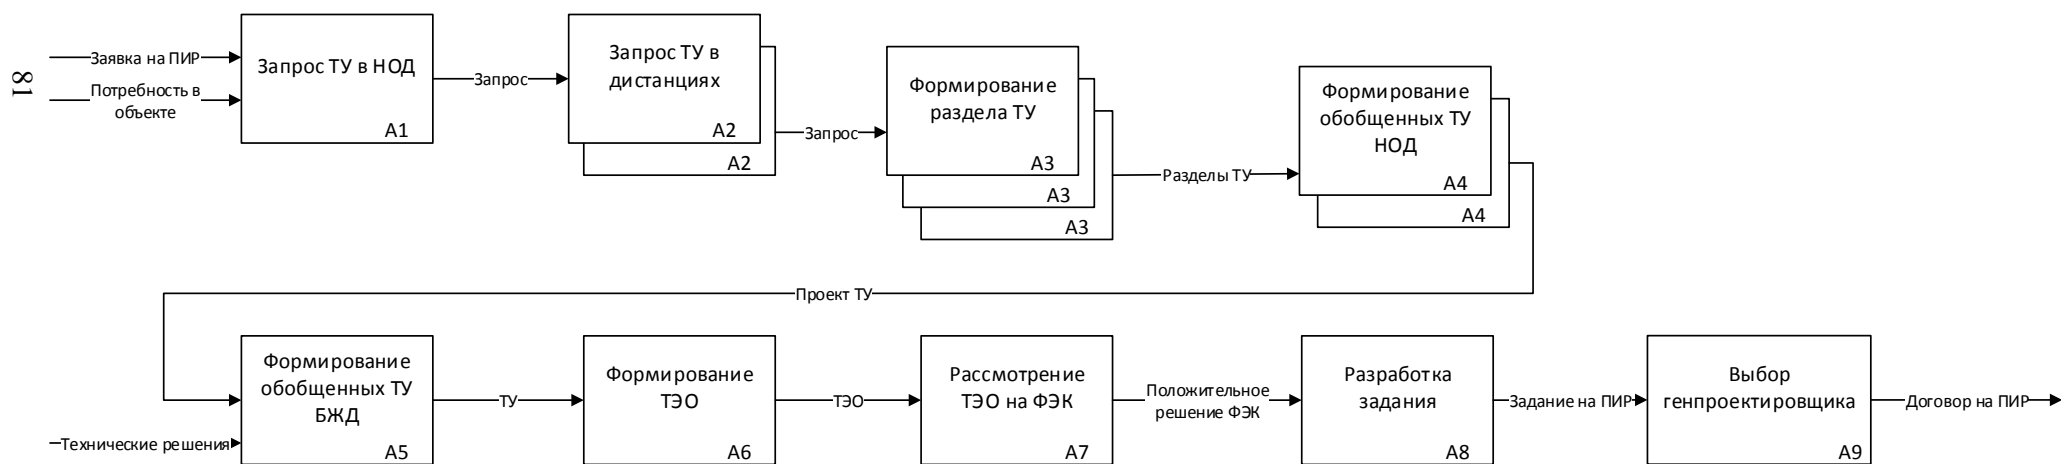 81
Заявка на ПИР
Потребность в
объекте
Запрос ТУ в НОД
А1
Запрос
Запрос ТУ в
дистанциях
А2
А2
Запрос
Формирование
раздела ТУ
А3
А3
А3
Разделы ТУ
Формирование
обобщенных ТУ
НОД
А4
А4
Проект ТУ
Технические решения
Формирование
обобщенных ТУ
БЖД
А5
ТУ
Формирование
ТЭО
А6
ТЭО
Рассмотрение
ТЭО на ФЭК
А7
Положительное
решение ФЭК
Разработка
задания
А8
Задание на ПИР
Выбор
генпроектировщика
А9
Договор на ПИР